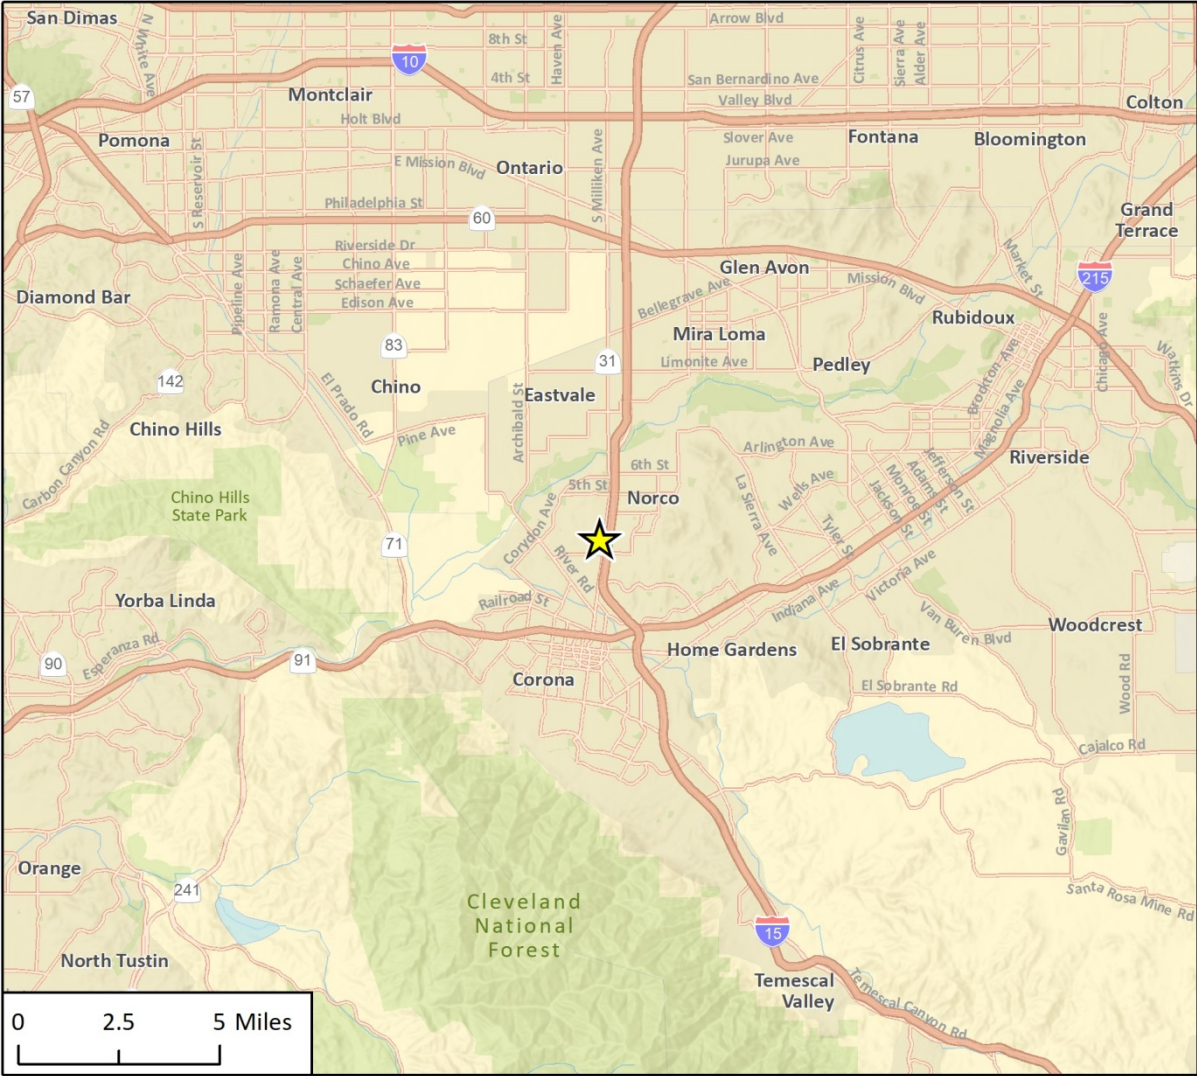 San Dimas
N White Ave
Arrow Blvd
8th St
Haven Ave
Citrus Ave
Sierra Ave
Alder Ave
10
4th St
San Bernardino Ave
57
Montclair
Valley Blvd
Colton
Holt Blvd
Pomona
S Reservoir St
E Mission Blvd
Ontario
S Milliken Ave
Slover Ave
Fontana
Bloomington
Jurupa Ave
Philadelphia St
60
Grand
Terrace
Riverside Dr
Chino Ave
Schaefer Ave
Edison Ave
Pipeline Ave
Ramona Ave
Central Ave
Diamond Bar
Glen Avon
Mission Blvd
Market St
215
Bellegrave Ave
Rubidoux
Mira Loma
83
31
Limonite Ave
Pedley
Brockton Ave
Magnolia Ave
Chicago Ave
Watkins Dr
142
El Prado Rd
Chino
Archibald St
Eastvale
Carbon Canyon Rd
Chino Hills
Pine Ave
Arlington Ave
Riverside
6th St
5th St
Norco
La Sierra Ave
Wells Ave
Tyler St
Jackson St
Monroe St
Adams St
Jefferson St
Chino Hills
State Park
71
Corydon Ave
River Rd
Yorba Linda
Railroad St
Indiana Ave
Victoria Ave
Van Buren Blvd
Woodcrest
Esperanza Rd
90
91
Home Gardens
El Sobrante
Corona
El Sobrante Rd
Wood Rd
Cajalco Rd
Gavilan Rd
Orange
241
Cleveland
National
Forest
Santa Rosa Mine Rd
15
North Tustin
Temescal
Valley
Temescal Canyon Rd
0 2.5 5 Miles